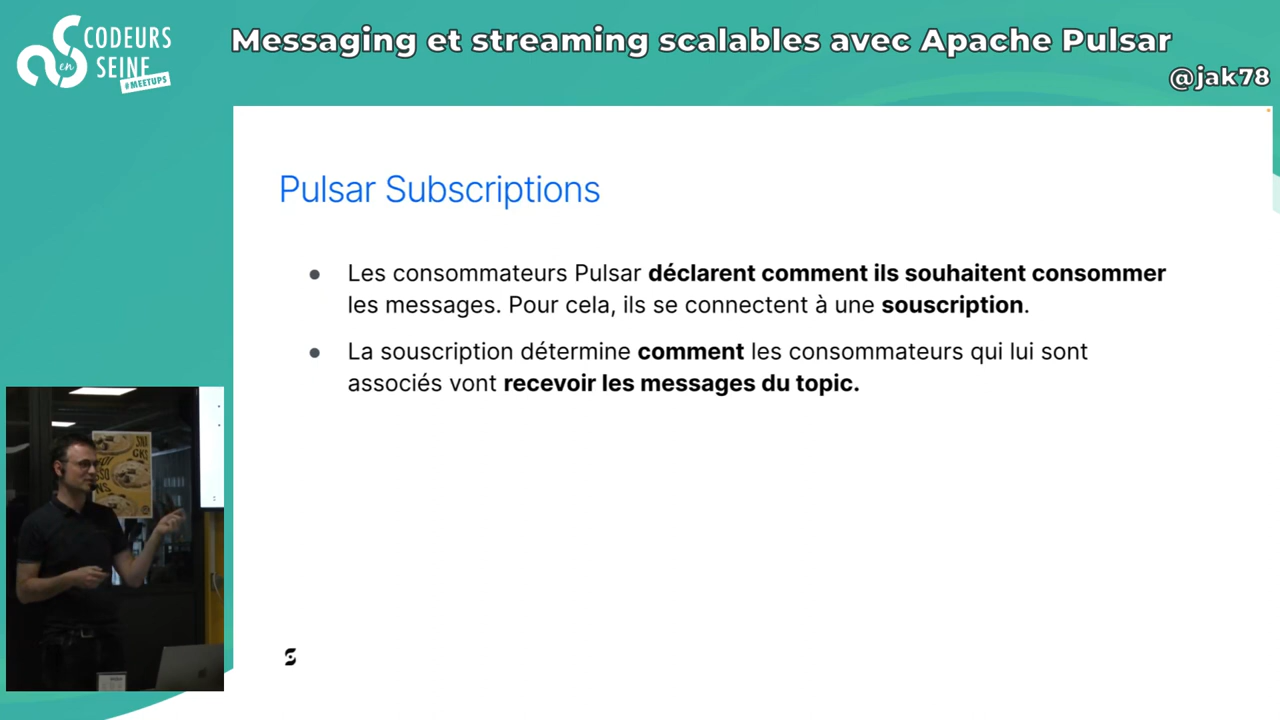 CODEURS
en
SEINE
#MEETUPS
Messaging et streaming scalables avec Apache Pulsar
@jak78
Pulsar Subscriptions
● Les consommateurs Pulsar déclarent comment ils souhaitent consommer
les messages. Pour cela, ils se connectent à une souscription.
● La souscription détermine comment les consommateurs qui lui sont
associés vont recevoir les messages du topic.